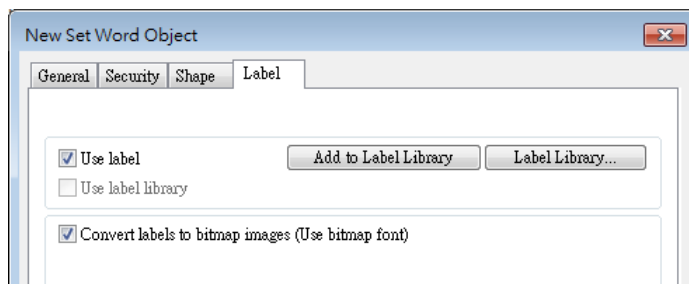 New Set Word Object
General Security Shape Label
Use label Add to Label Library Label Library...
Use label library
Convert labels to bitmap images (Use bitmap font)